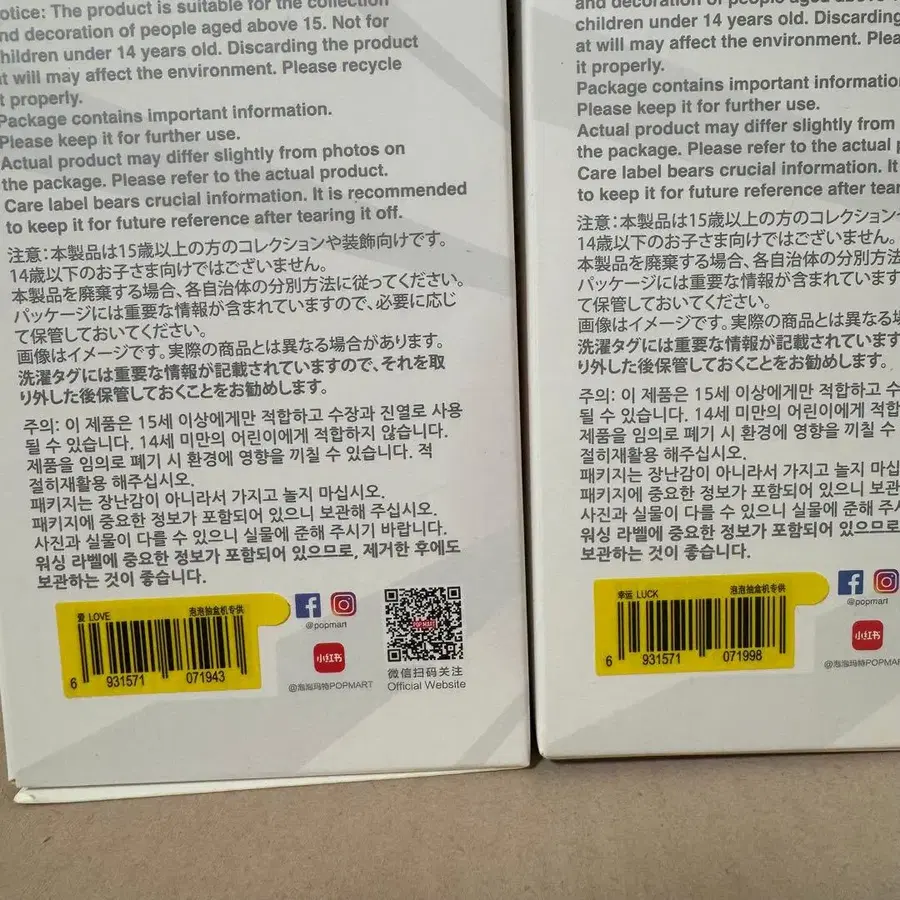 otice: The product is suitable for the collection
nd decoration of people aged above 15. Not for
hildren under 14 years old. Discarding the product
t will may affect the environment. Please recycle
t properly.
Package contains important information.
Please keep it for further use.
Actual product may differ slightly from photos on
the package. Please refer to the actual product.
Care label bears crucial information. It is recommended
to keep it for future reference after tearing it off.
注意:本製品は15歳以上の方のコレクションや装飾向けです。
14歳以下のお子さま向けではございません。
本製品を廃棄する場合、各自治体の分別方法に従ってください。
パッケージには重要な情報が含まれていますので、必要に応じ
て保管しておいてください。
画像はイメージです。実際の商品とは異なる場合があります。
洗濯タグには重要な情報が記載されていますので、それを取
り外した後保管しておくことをお勧めします。
주의: 이 제품은 15세 이상에게만 적합하고 수장과 진열로 사용
될 수 있습니다. 14세 미만의 어린이에게 적합하지 않습니다.
제품을 임의로 폐기 시 환경에 영향을 끼칠 수 있습니다. 적
절히재활용 해주십시오.
패키지는 장난감이 아니라서 가지고 놀지 마십시오.
패키지에 중요한 정보가 포함되어 있으니 보관해 주십시오.
사진과 실물이 다를 수 있으니 실물에 준해 주시기 바랍니다.
워싱 라벨에 중요한 정보가 포함되어 있으므로, 제거한 후에도
보관하는 것이 좋습니다.
爱 LOVE 泡泡抽盒机专供
6 931571 071943
@popmart
小红书
@泡泡玛特POPMART
POP MART
微信扫码关注
Official Website
and decoration of people aged above
children under 14 years old. Discarding
at will may affect the environment. Plea
it properly.
Package contains important informatio
Please keep it for further use.
Actual product may differ slightly from
the package. Please refer to the actual p
Care label bears crucial information. It
to keep it for future reference after tear
注意:本製品は15歳以上の方のコレクション
14歳以下のお子さま向けではございません。
本製品を廃棄する場合、各自治体の分別方法
パッケージには重要な情報が含まれています
て保管しておいてください。
画像はイメージです。実際の商品とは異なる場
洗濯タグには重要な情報が記載されています
り外した後保管しておくことをお勧めします。
주의: 이 제품은 15세 이상에게만 적합하고
될 수 있습니다. 14세 미만의 어린이에게 적합
제품을 임의로 폐기 시 환경에 영향을 끼칠 수
절히재활용 해주십시오.
패키지는 장난감이 아니라서 가지고 놀지 마십
패키지에 중요한 정보가 포함되어 있으니 보관
사진과 실물이 다를 수 있으니 실물에 준해 주
워싱 라벨에 중요한 정보가 포함되어 있으므로
보관하는 것이 좋습니다.
幸运 LUCK 泡泡抽盒机专供
6 931571 071998
@popmart
小红书
@泡泡玛特POPMAR